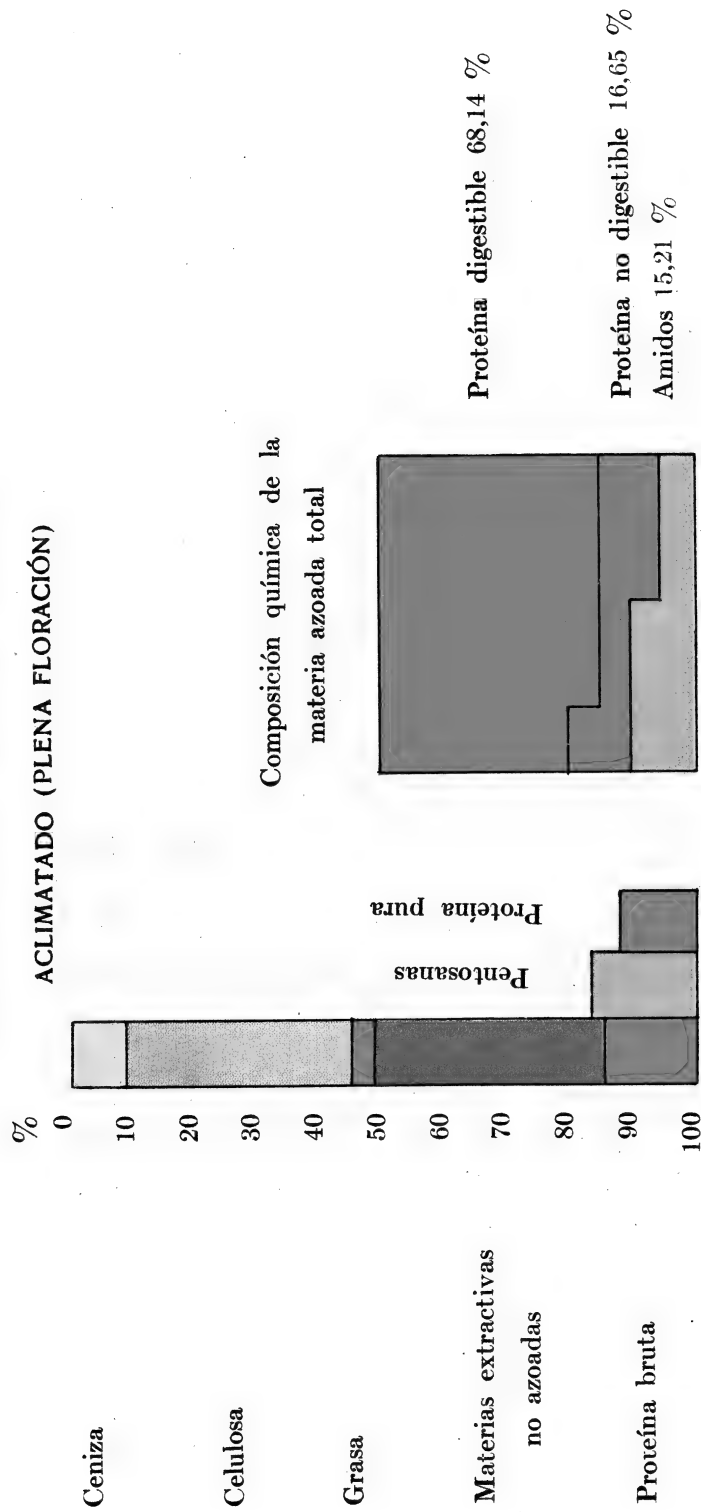 ACLIMATADO (PLENA FLORACIÓN)
%
0
10
20
30
40
50
60
70
80
90
100
Ceniza
Celulosa
Grasa
Materias extractivas
no azoadas
Proteína bruta
Pentosanas
Proteína pura
Composición química de la
materia azoada total
Proteína digestible 68,14 %
Proteína no digestible 16,65 %
Amidos 15,21 %